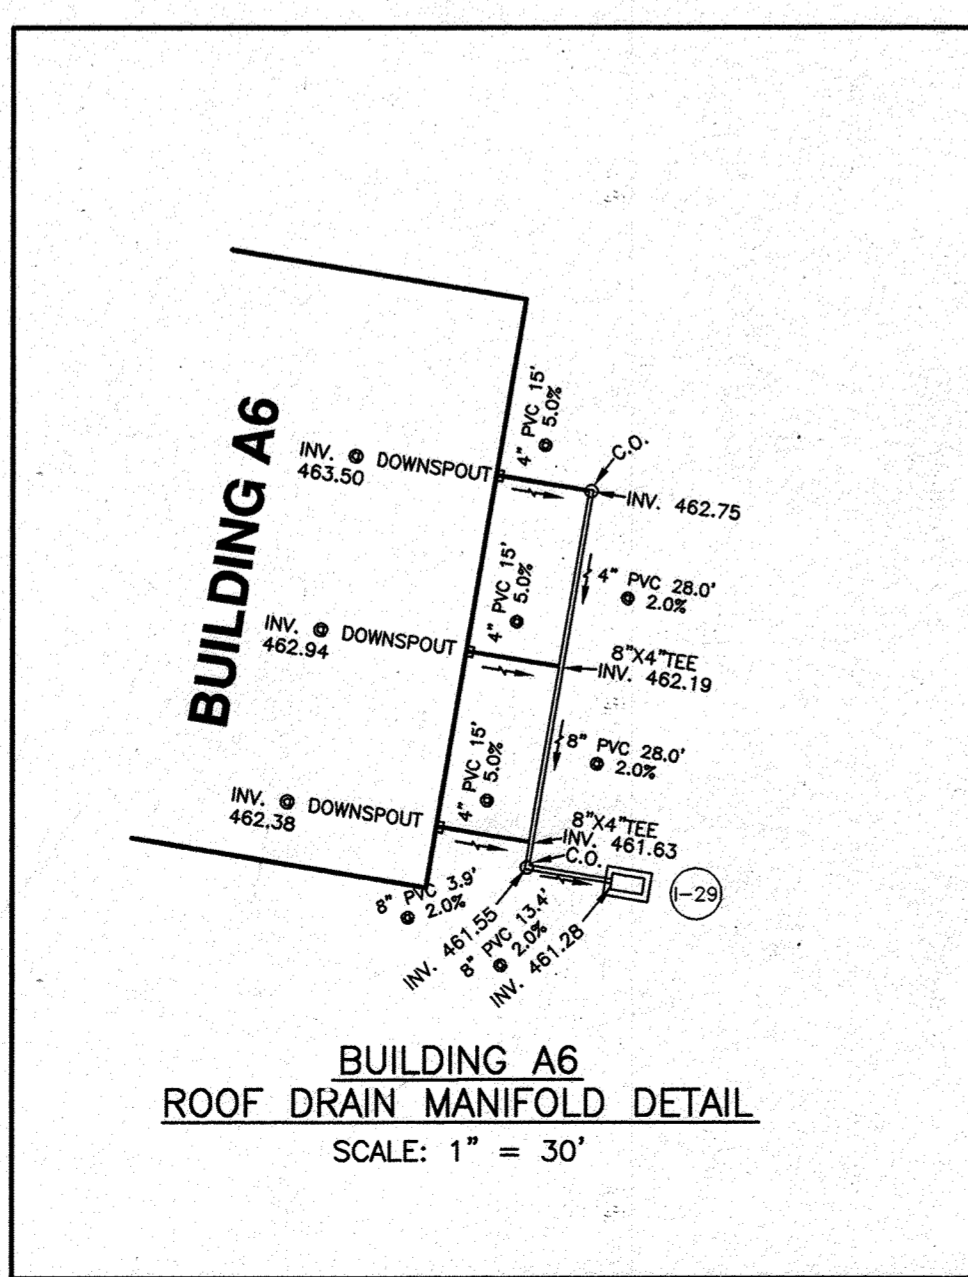 4" PVC 15'
@ 5.0%
C.O.
INV. @ DOWNSPOUT
463.50
INV. 462.75
BUILDING A6
4" PVC 15'
@ 5.0%
4" PVC 28.0'
@ 2.0%
INV. @ DOWNSPOUT
462.94
8"X4"TEE
INV. 462.19
4" PVC 15'
@ 5.0%
8" PVC 28.0'
@ 2.0%
INV. @ DOWNSPOUT
462.38
8"X4"TEE
INV. 461.63
C.O.
I-29
8" PVC 3.9'
@ 2.0%
INV. 461.55
8" PVC 13.4'
@ 2.0%
INV. 461.28
BUILDING A6
ROOF DRAIN MANIFOLD DETAIL
SCALE: 1" = 30'